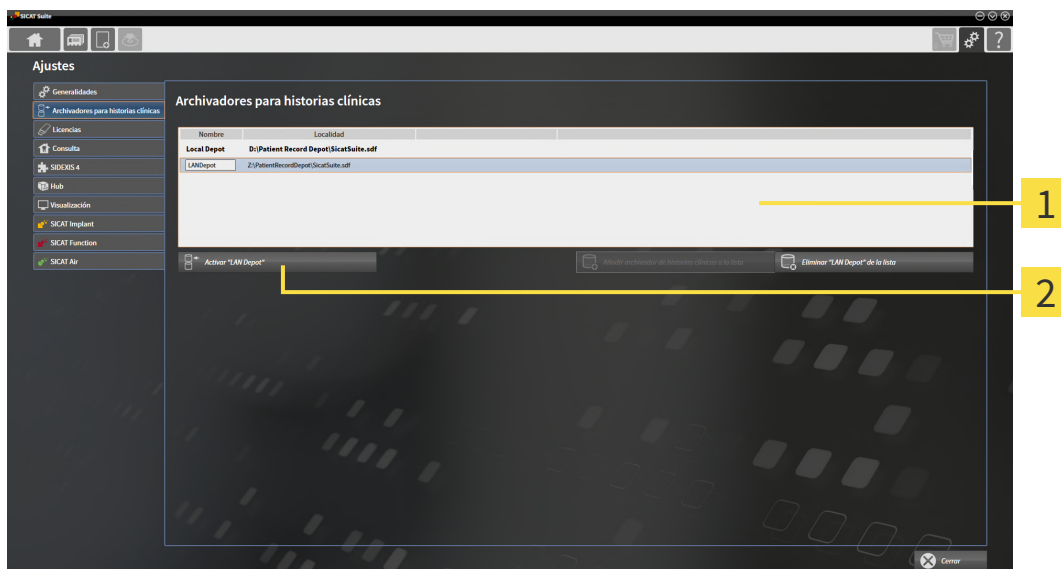 SICAT Suite
?
Ajustes
Generalidades
Archivadores para historias clínicas
Licencias
Consulta
SIDEXIS 4
Hub
Visualización
SICAT Implant
SICAT Function
SICAT Air
Archivadores para historias clínicas
Nombre Localidad
Local Depot D:\Patient Record Depot\SicatSuite.sdf
LANDepot Z:\PatientRecordDepot\SicatSuite.sdf
1
Activar "LAN Depot" Añadir archivador de historias clínicas a la lista Eliminar "LAN Depot" de la lista
2
Cerrar